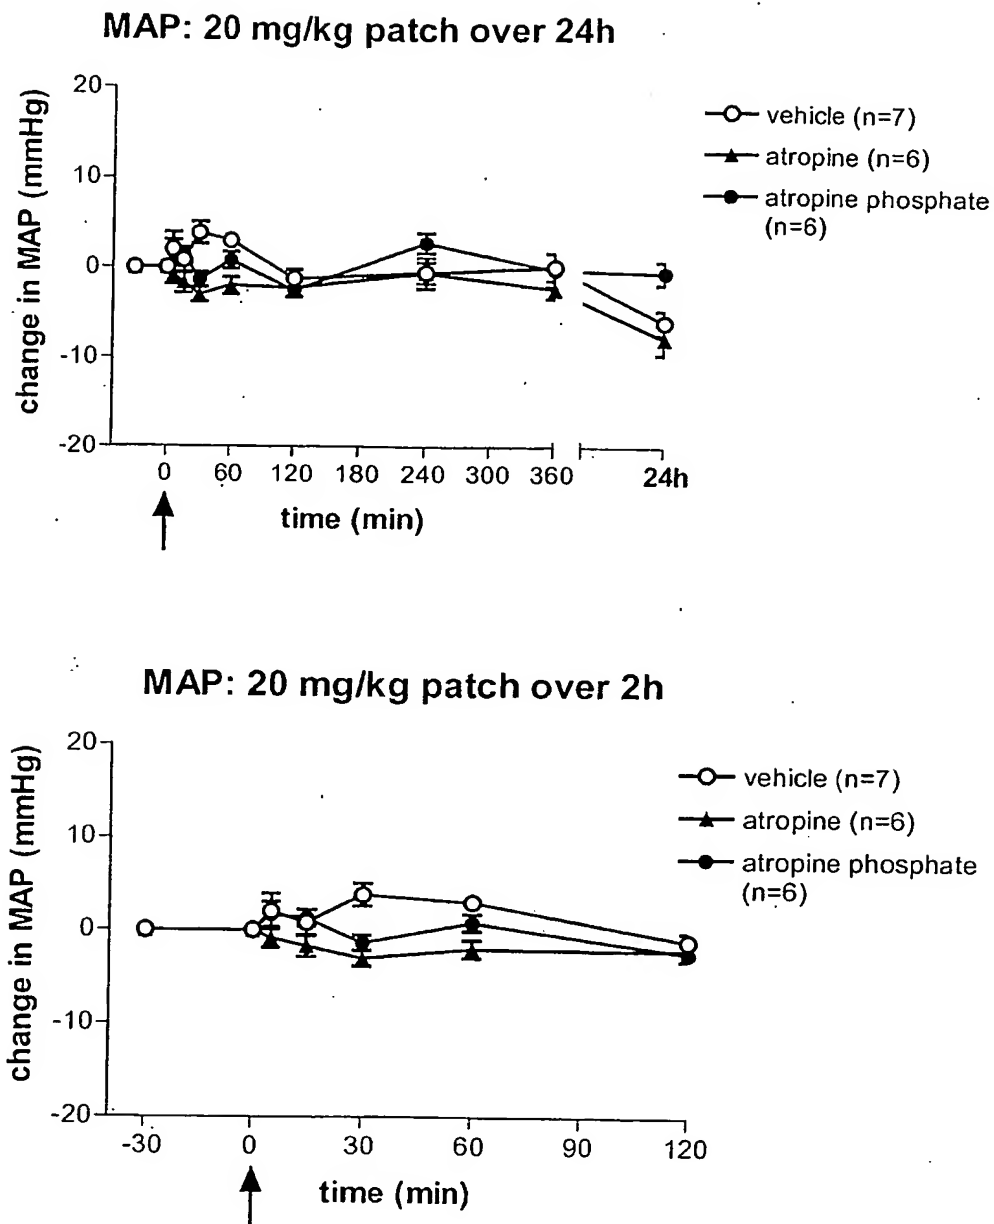 MAP: 20 mg/kg patch over 24h
20
10
0
-10
-20
change in MAP (mmHg)
0 60 120 180 240 300 360 24h
time (min)
vehicle (n=7)
atropine (n=6)
atropine phosphate
(n=6)
MAP: 20 mg/kg patch over 2h
20
10
0
-10
-20
change in MAP (mmHg)
-30 0 30 60 90 120
time (min)
vehicle (n=7)
atropine (n=6)
atropine phosphate
(n=6)